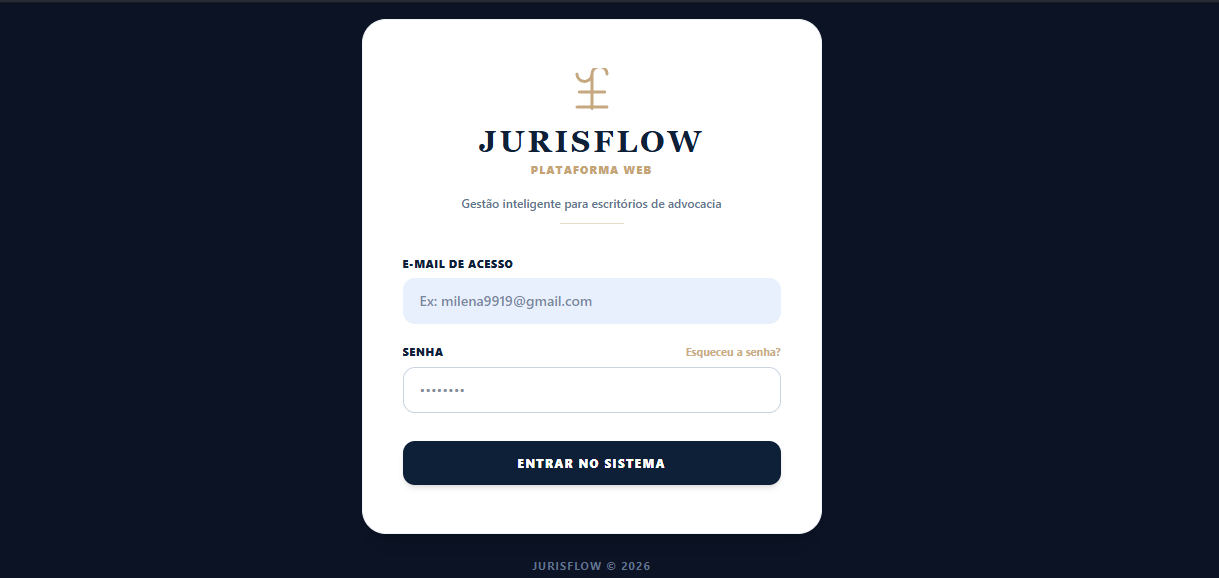 JURISFLOW
PLATAFORMA WEB
Gestão inteligente para escritórios de advocacia
E-MAIL DE ACESSO
Ex: milena9919@gmail.com
SENHA Esqueceu a senha?
••••••••
ENTRAR NO SISTEMA
JURISFLOW © 2026